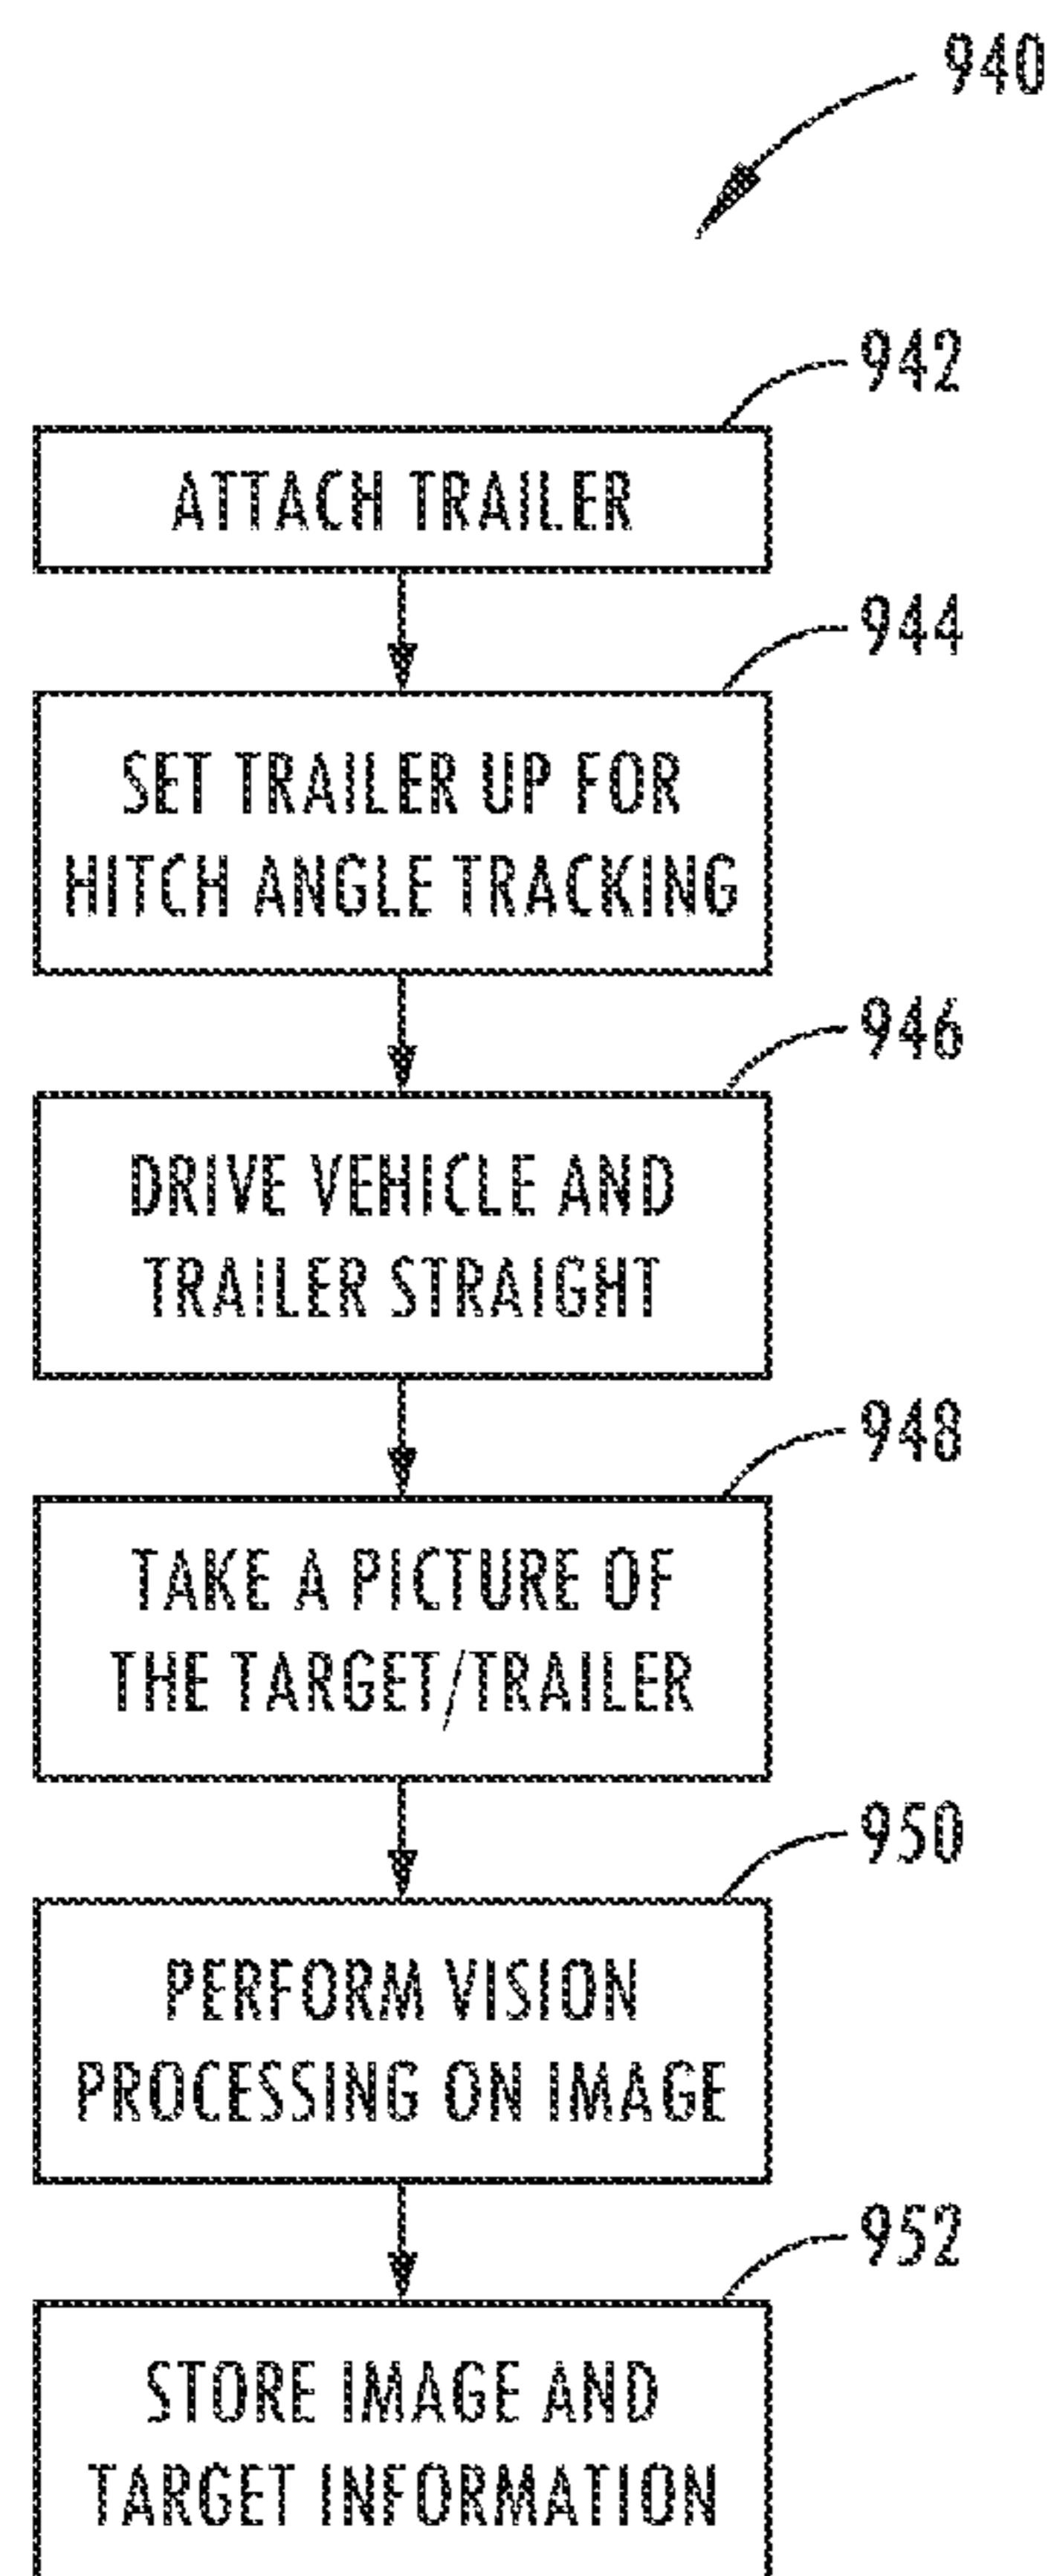 940
942
ATTACH TRAILER
944
SET TRAILER UP FOR
HITCH ANGLE TRACKING
946
DRIVE VEHICLE AND
TRAILER STRAIGHT
948
TAKE A PICTURE OF
THE TARGET/TRAILER
950
PERFORM VISION
PROCESSING ON IMAGE
952
STORE IMAGE AND
TARGET INFORMATION